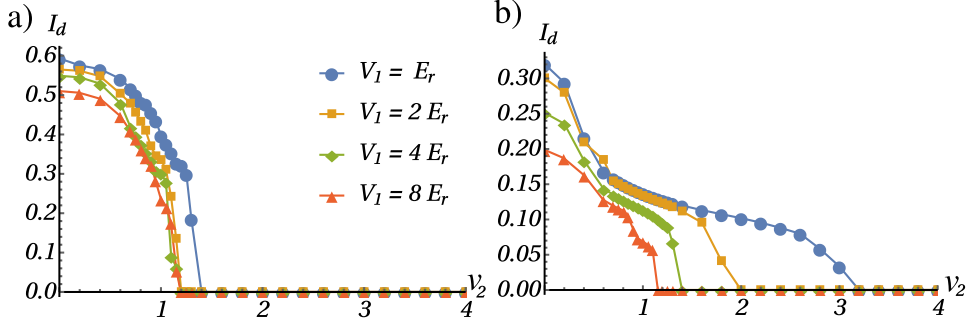 a)
I_d
0.6
0.5
0.4
0.3
0.2
0.1
0.0
1
2
3
4
v_2
V_1 = E_r
V_1 = 2 E_r
V_1 = 4 E_r
V_1 = 8 E_r
b)
I_d
0.30
0.25
0.20
0.15
0.10
0.05
0.00
1
2
3
4
v_2